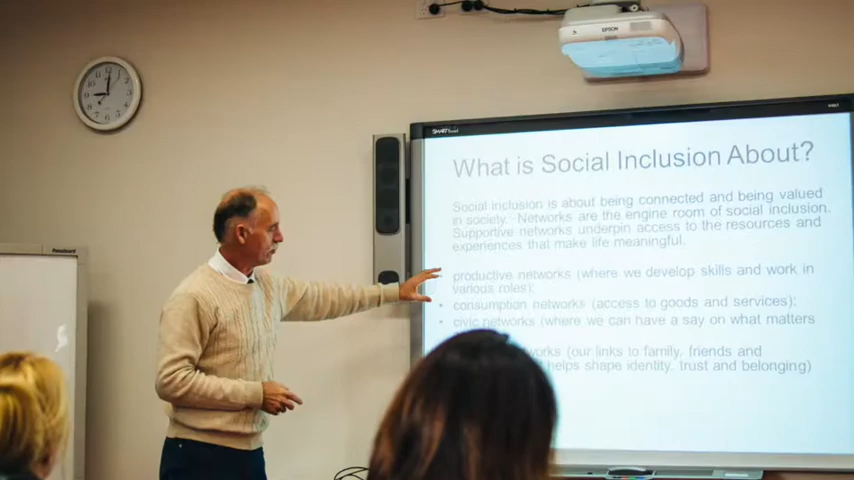 EPSON
SMART Board
What is Social Inclusion About?
Social Inclusion is about being connected and being valued
in society. Networks are the engine room of social inclusion.
Supportive networks underpin access to the resources and
experiences that make life meaningful.
productive networks (where we develop skills and work in
various roles);
• consumption networks (access to goods and services);
• civic networks (where we can have a say on what matters
(our links to family, friends and
helps shape identity, trust and belonging)